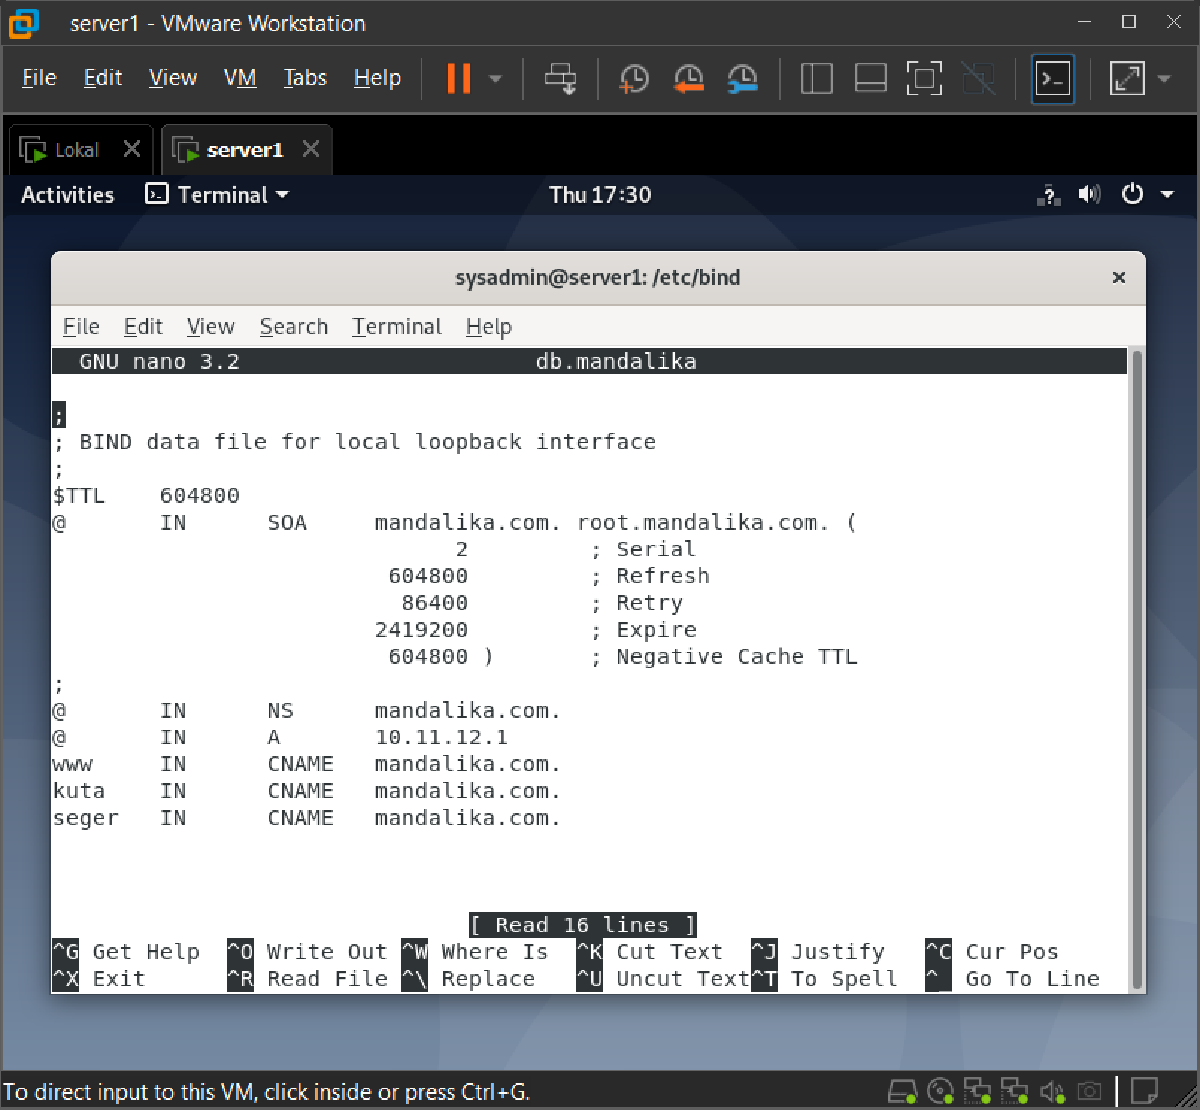 server1 - VMware Workstation
File Edit View VM Tabs Help
Lokal server1
Activities Terminal Thu 17:30
sysadmin@server1: /etc/bind
File Edit View Search Terminal Help
GNU nano 3.2 db.mandalika
;
; BIND data file for local loopback interface
;
$TTL 604800
@ IN SOA mandalika.com. root.mandalika.com. (
2 ; Serial
604800 ; Refresh
86400 ; Retry
2419200 ; Expire
604800 ) ; Negative Cache TTL
;
@ IN NS mandalika.com.
@ IN A 10.11.12.1
www IN CNAME mandalika.com.
kuta IN CNAME mandalika.com.
seger IN CNAME mandalika.com.
[ Read 16 lines ]
^G Get Help ^O Write Out ^W Where Is ^K Cut Text ^J Justify ^C Cur Pos
^X Exit ^R Read File ^\ Replace ^U Uncut Text ^T To Spell ^_ Go To Line
To direct input to this VM, click inside or press Ctrl+G.